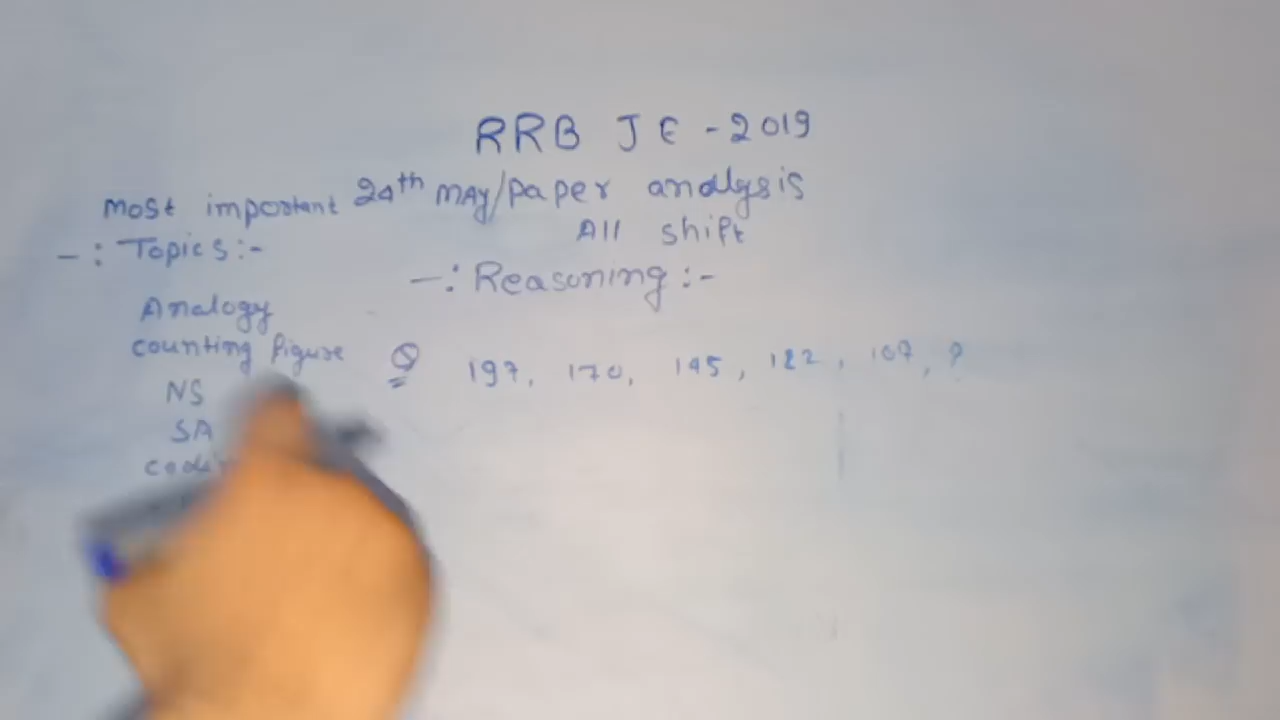 RRB JE - 2019
Most important 24th MAy/paper analysis
All shift
-: Topics :-
-: Reasoning :-
Analogy
counting figure
Q 197, 170, 145, 122, 107, ?
NS
SA